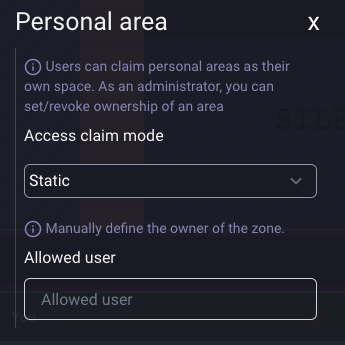 Personal area X
Users can claim personal areas as their
own space. As an administrator, you can
set/revoke ownership of an area
Access claim mode
Static
Manually define the owner of the zone.
Allowed user
Allowed user